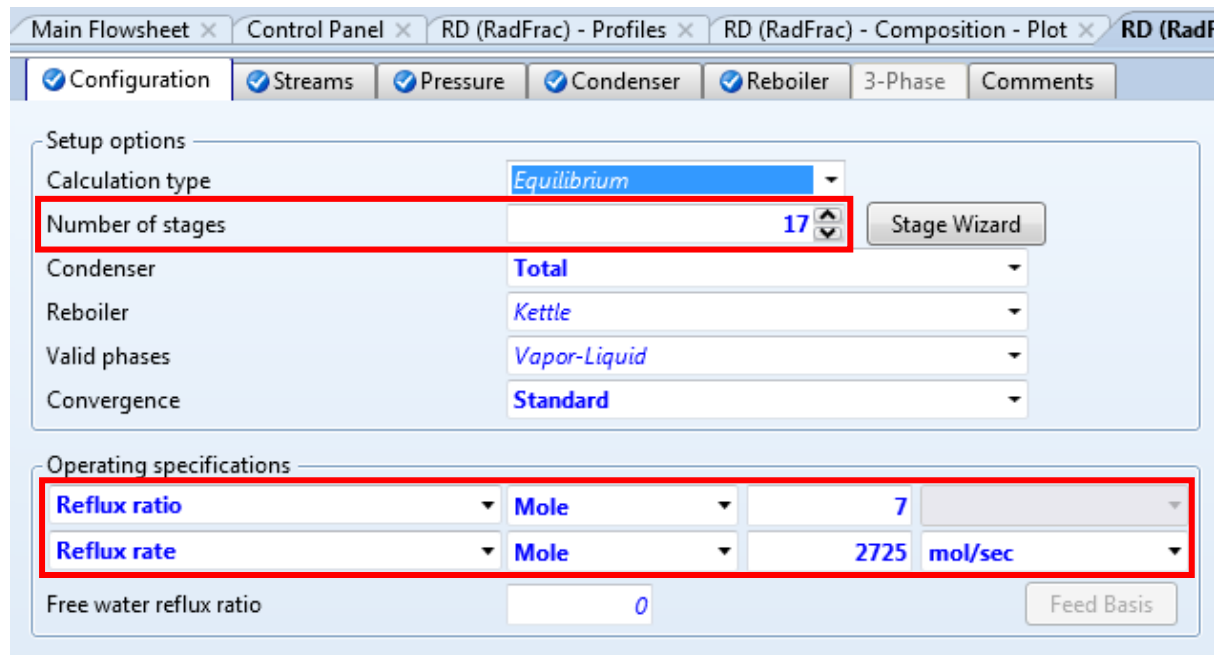 Main Flowsheet Control Panel RD (RadFrac) - Profiles RD (RadFrac) - Composition - Plot RD (RadF
Configuration Streams Pressure Condenser Reboiler 3-Phase Comments
Setup options
Calculation type Equilibrium
Number of stages 17 Stage Wizard
Condenser Total
Reboiler Kettle
Valid phases Vapor-Liquid
Convergence Standard
Operating specifications
Reflux ratio Mole 7
Reflux rate Mole 2725 mol/sec
Free water reflux ratio 0 Feed Basis